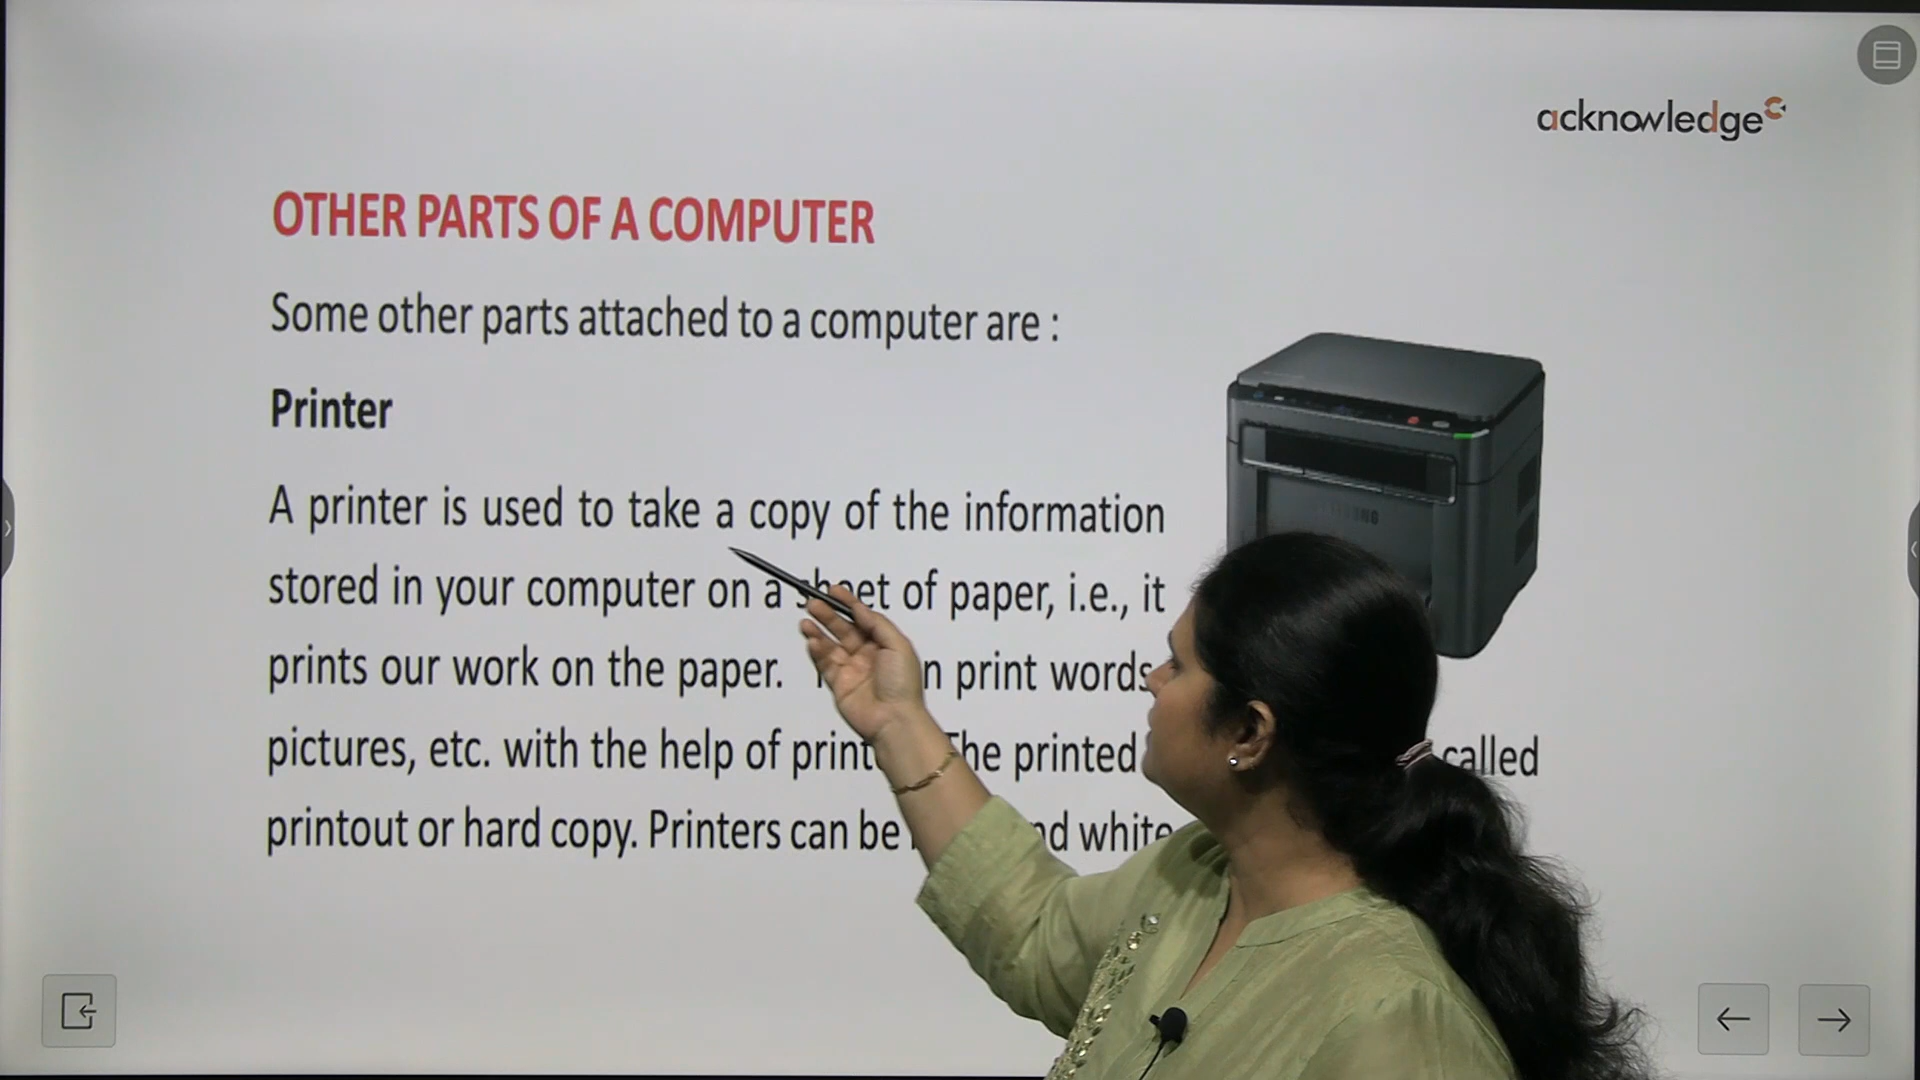 acknowledge
OTHER PARTS OF A COMPUTER
Some other parts attached to a computer are :
Printer
A printer is used to take a copy of the information
stored in your computer on a sheet of paper, i.e., it
prints our work on the paper. print words
pictures, etc. with the help of The printed called
printout or hard copy. Printers can be white